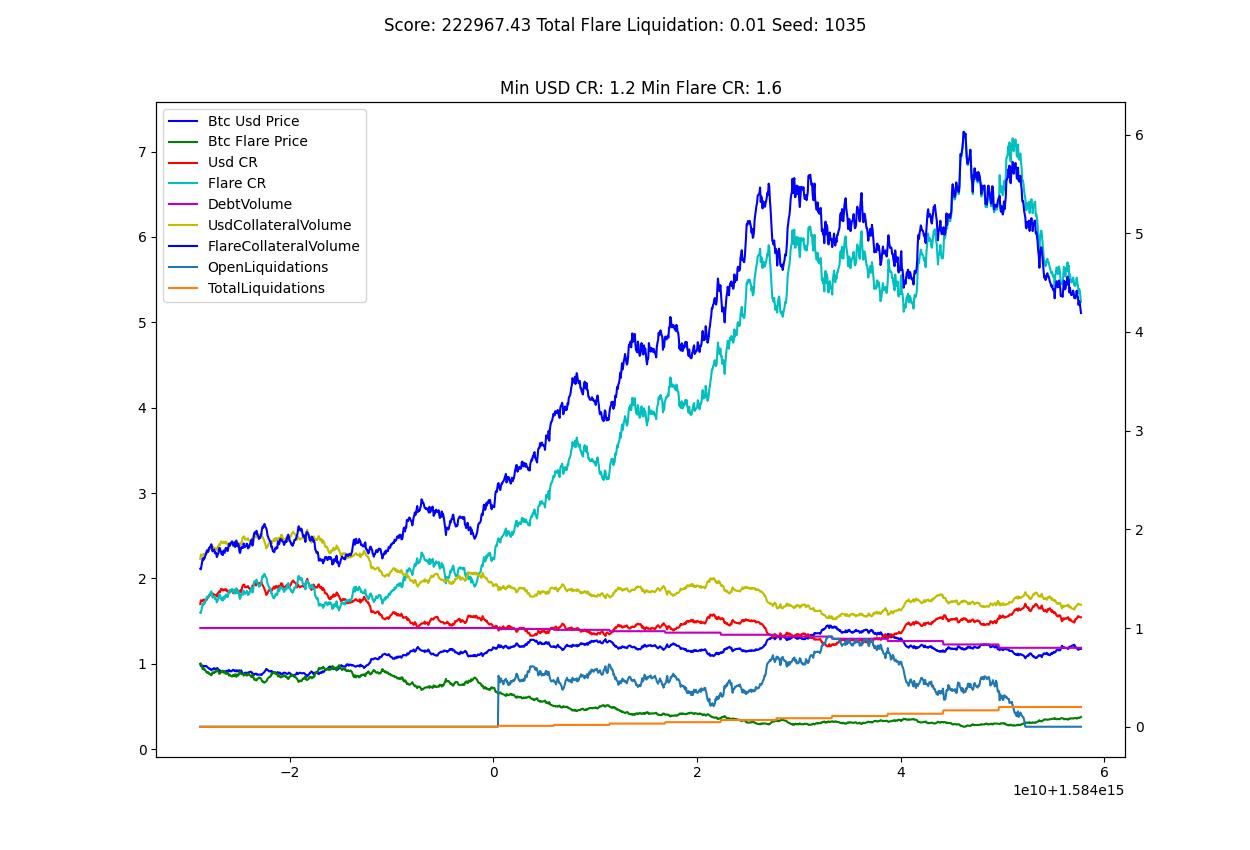 Score: 222967.43 Total Flare Liquidation: 0.01 Seed: 1035
Min USD CR: 1.2 Min Flare CR: 1.6
Btc Usd Price
Btc Flare Price
Usd CR
Flare CR
DebtVolume
UsdCollateralVolume
FlareCollateralVolume
OpenLiquidations
TotalLiquidations
7
6
5
4
3
2
1
0
6
5
4
3
2
1
0
−2 0 2 4 6
1e10+1.584e15